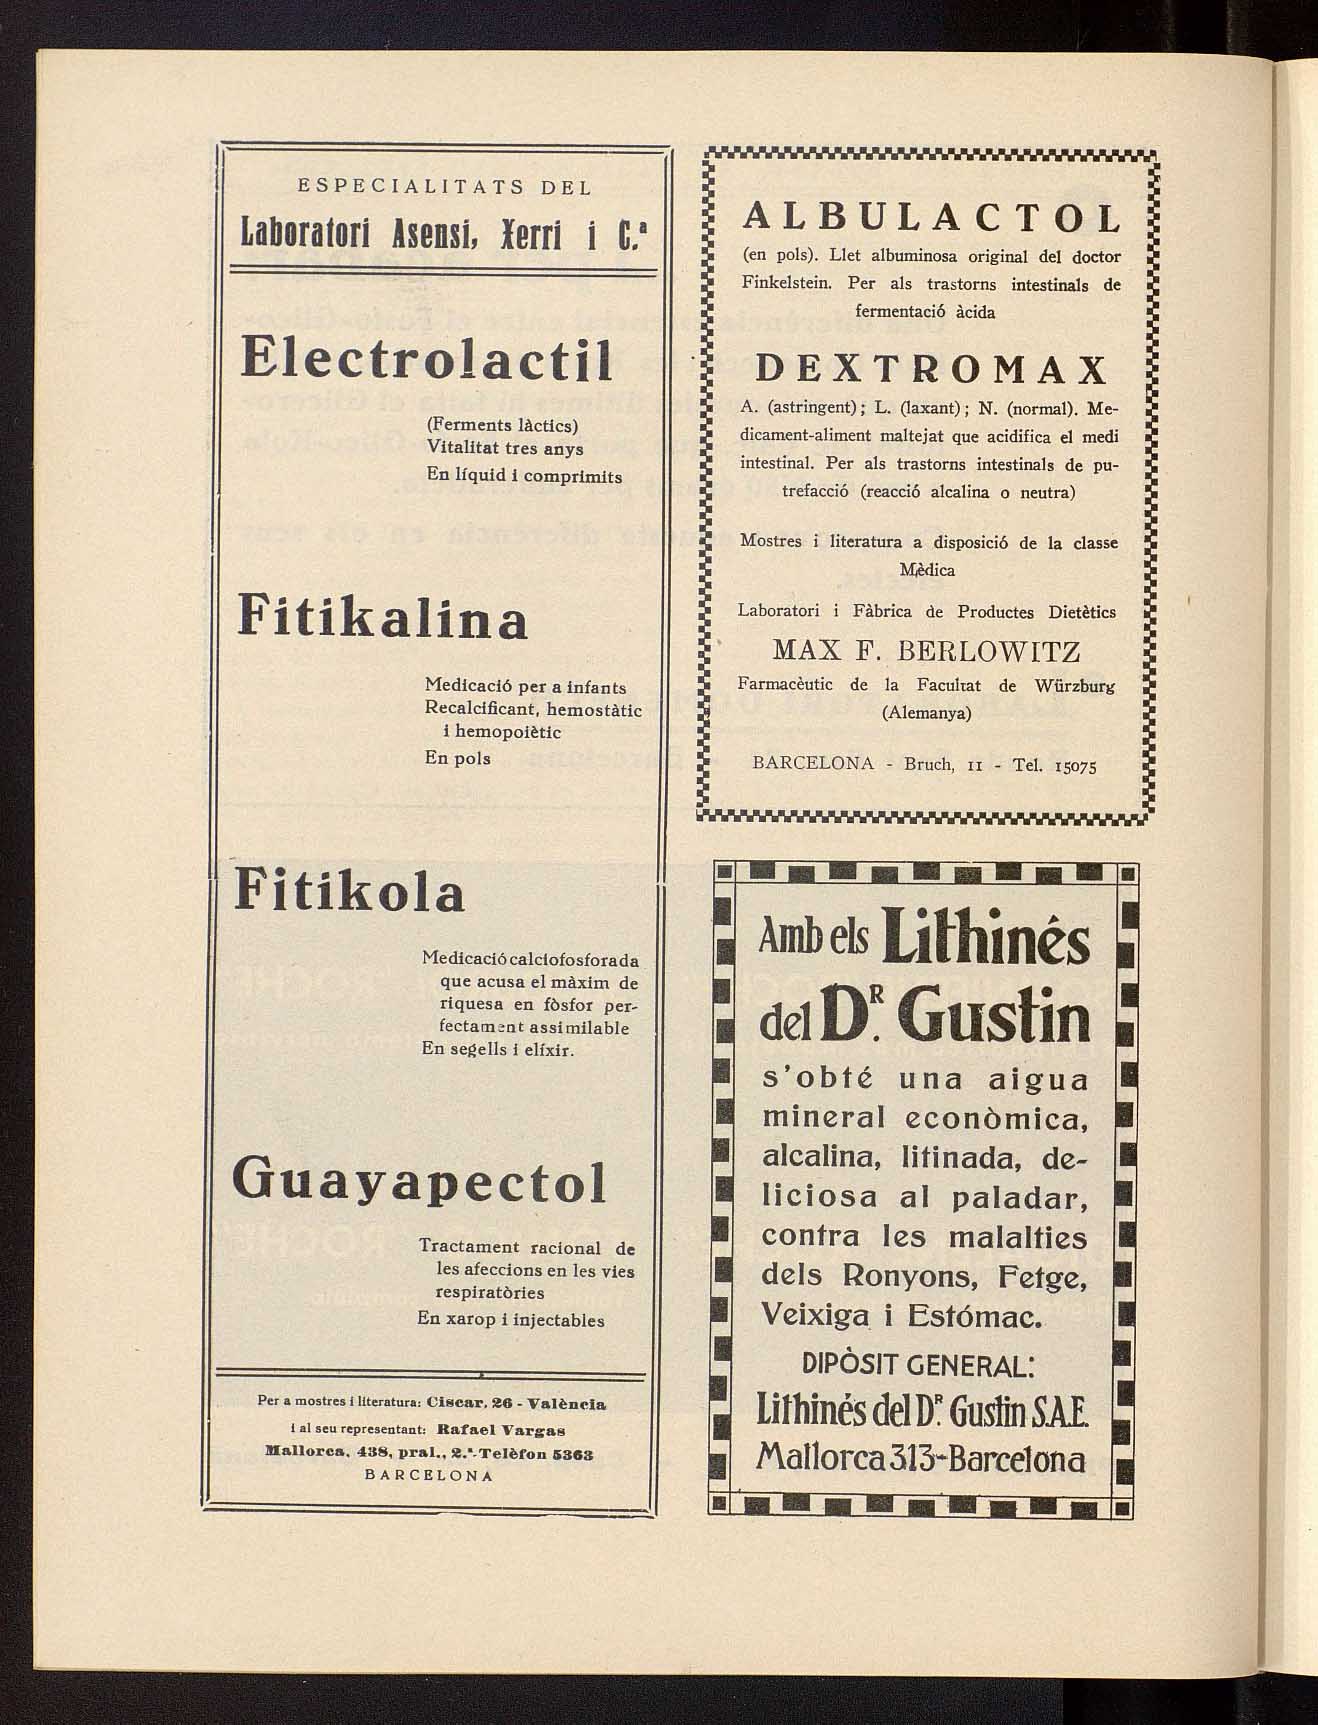 ESPECIALITATS DEL
Laboratori Asensi, Xerri i C.ª
Electrolactil
(Ferments làctics)
Vitalitat tres anys
En líquid i comprimits
Fitikalina
Medicació per a infants
Recalcificant, hemostàtic
i hemopoiètic
En pols
Fitikola
Medicació calciofosforada
que acusa el màxim de
riquesa en fòsfor per-
fectament assimilable
En segells i elíxir.
Guayapectol
Tractament racional de
les afeccions en les vies
respiratòries
En xarop i injectables
Per a mostres i literatura: Ciscar, 26 - València
i al seu representant: Rafael Vargas
Mallorca, 438, pral., 2.ª-Telèfon 5363
BARCELONA
ALBULACTOL
(en pols). Llet albuminosa original del doctor
Finkelstein. Per als trastorns intestinals de
fermentació àcida
DEXTROMAX
A. (astringent); L. (laxant); N. (normal). Me-
dicament-aliment maltejat que acidifica el medi
intestinal. Per als trastorns intestinals de pu-
trefacció (reacció alcalina o neutra)
Mostres i literatura a disposició de la classe
Mèdica
Laboratori i Fàbrica de Productes Dietètics
MAX F. BERLOWITZ
Farmacèutic de la Facultat de Würzburg
(Alemanya)
BARCELONA - Bruch, 11 - Tel. 15075
Amb els Lithinés
del Dr. Gustin
s'obté una aigua
mineral econòmica,
alcalina, litinada, de-
liciosa al paladar,
contra les malalties
dels Ronyons, Fetge,
Veixiga i Estómac.
DIPÒSIT GENERAL:
Lithinés del Dr. Gustin S.A.E.
Mallorca 313-Barcelona